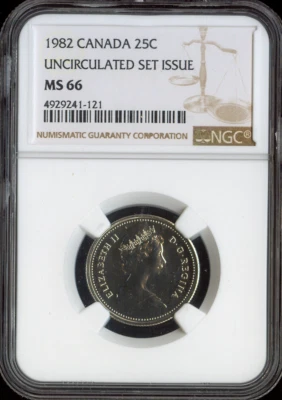 1982 CANADA 25C
UNCIRCULATED SET ISSUE
MS 66
4929241-121
NUMISMATIC GUARANTY CORPORATION
NGC®
ELIZABETH II
D·G·REGINA